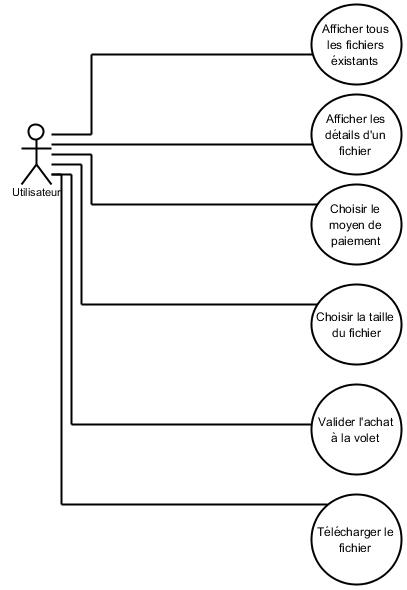 Afficher tous
les fichiers
éxistants
Afficher les
détails d'un
fichier
Utilisateur
Choisir le
moyen de
paiement
Choisir la taille
du fichier
Valider l'achat
à la volet
Télécharger le
fichier